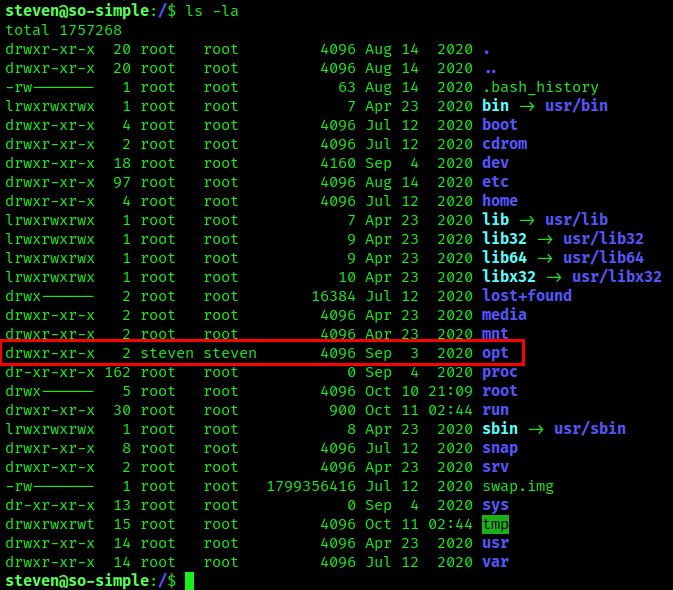 steven@so-simple:/$ ls -la
total 1757268
drwxr-xr-x  20 root   root         4096 Aug 14  2020 .
drwxr-xr-x  20 root   root         4096 Aug 14  2020 ..
-rw-------   1 root   root           63 Aug 14  2020 .bash_history
lrwxrwxrwx   1 root   root            7 Apr 23  2020 bin -> usr/bin
drwxr-xr-x   4 root   root         4096 Jul 12  2020 boot
drwxr-xr-x   2 root   root         4096 Jul 12  2020 cdrom
drwxr-xr-x  18 root   root         4160 Sep  4  2020 dev
drwxr-xr-x  97 root   root         4096 Aug 14  2020 etc
drwxr-xr-x   4 root   root         4096 Jul 12  2020 home
lrwxrwxrwx   1 root   root            7 Apr 23  2020 lib -> usr/lib
lrwxrwxrwx   1 root   root            9 Apr 23  2020 lib32 -> usr/lib32
lrwxrwxrwx   1 root   root            9 Apr 23  2020 lib64 -> usr/lib64
lrwxrwxrwx   1 root   root           10 Apr 23  2020 libx32 -> usr/libx32
drwx------   2 root   root        16384 Jul 12  2020 lost+found
drwxr-xr-x   2 root   root         4096 Apr 23  2020 media
drwxr-xr-x   2 root   root         4096 Apr 23  2020 mnt
drwxr-xr-x   2 steven steven       4096 Sep  3  2020 opt
dr-xr-xr-x 162 root   root            0 Sep  4  2020 proc
drwx------   5 root   root         4096 Oct 10 21:09 root
drwxr-xr-x  30 root   root          900 Oct 11 02:44 run
lrwxrwxrwx   1 root   root            8 Apr 23  2020 sbin -> usr/sbin
drwxr-xr-x   8 root   root         4096 Jul 12  2020 snap
drwxr-xr-x   2 root   root         4096 Apr 23  2020 srv
-rw-------   1 root   root   1799356416 Jul 12  2020 swap.img
dr-xr-xr-x  13 root   root            0 Sep  4  2020 sys
drwxrwxrwt  15 root   root         4096 Oct 11 02:44 tmp
drwxr-xr-x  14 root   root         4096 Apr 23  2020 usr
drwxr-xr-x  14 root   root         4096 Jul 12  2020 var
steven@so-simple:/$